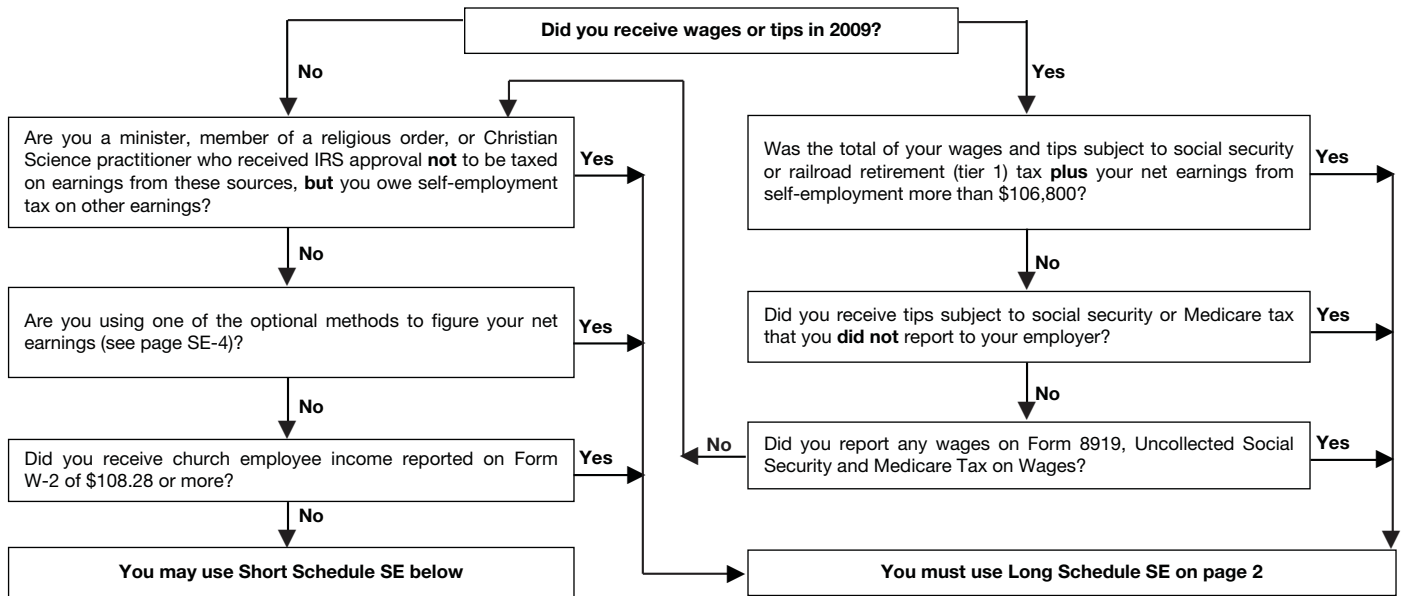 Did you receive wages or tips in 2009?
No
Yes
Are you a minister, member of a religious order, or Christian
Science practitioner who received IRS approval not to be taxed
on earnings from these sources, but you owe self-employment
tax on other earnings?
Yes
Was the total of your wages and tips subject to social security
or railroad retirement (tier 1) tax plus your net earnings from
self-employment more than $106,800?
Yes
No
No
Are you using one of the optional methods to figure your net
earnings (see page SE-4)?
Yes
Did you receive tips subject to social security or Medicare tax
that you did not report to your employer?
Yes
No
No
Did you receive church employee income reported on Form
W-2 of $108.28 or more?
Yes
No
Did you report any wages on Form 8919, Uncollected Social
Security and Medicare Tax on Wages?
Yes
No
You may use Short Schedule SE below
You must use Long Schedule SE on page 2